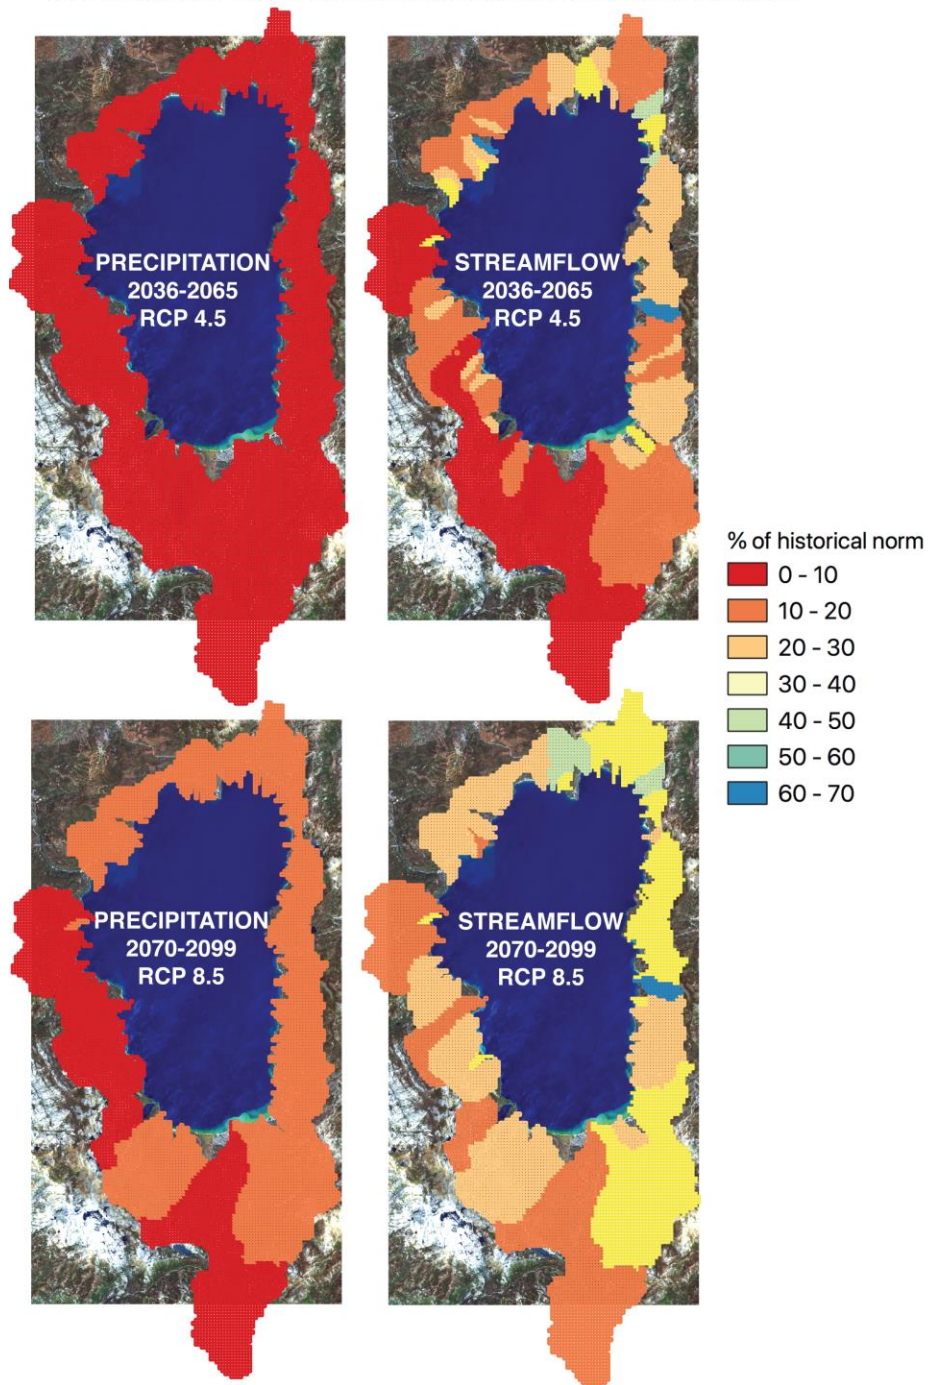 PRECIPITATION
2036-2065
RCP 4.5
STREAMFLOW
2036-2065
RCP 4.5
% of historical norm
0 - 10
10 - 20
20 - 30
30 - 40
40 - 50
50 - 60
60 - 70
PRECIPITATION
2070-2099
RCP 8.5
STREAMFLOW
2070-2099
RCP 8.5